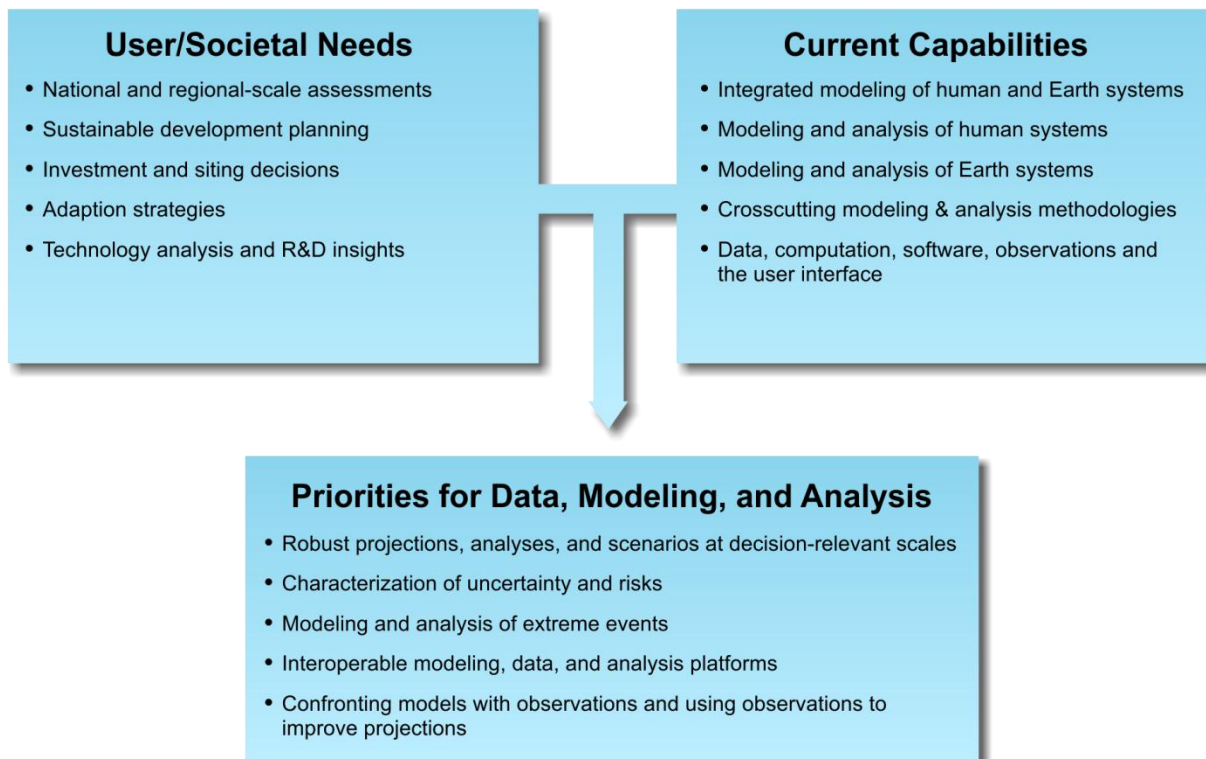 User/Societal Needs
• National and regional-scale assessments
• Sustainable development planning
• Investment and siting decisions
• Adaption strategies
• Technology analysis and R&D insights
Current Capabilities
• Integrated modeling of human and Earth systems
• Modeling and analysis of human systems
• Modeling and analysis of Earth systems
• Crosscutting modeling & analysis methodologies
• Data, computation, software, observations and
the user interface
Priorities for Data, Modeling, and Analysis
• Robust projections, analyses, and scenarios at decision-relevant scales
• Characterization of uncertainty and risks
• Modeling and analysis of extreme events
• Interoperable modeling, data, and analysis platforms
• Confronting models with observations and using observations to
improve projections